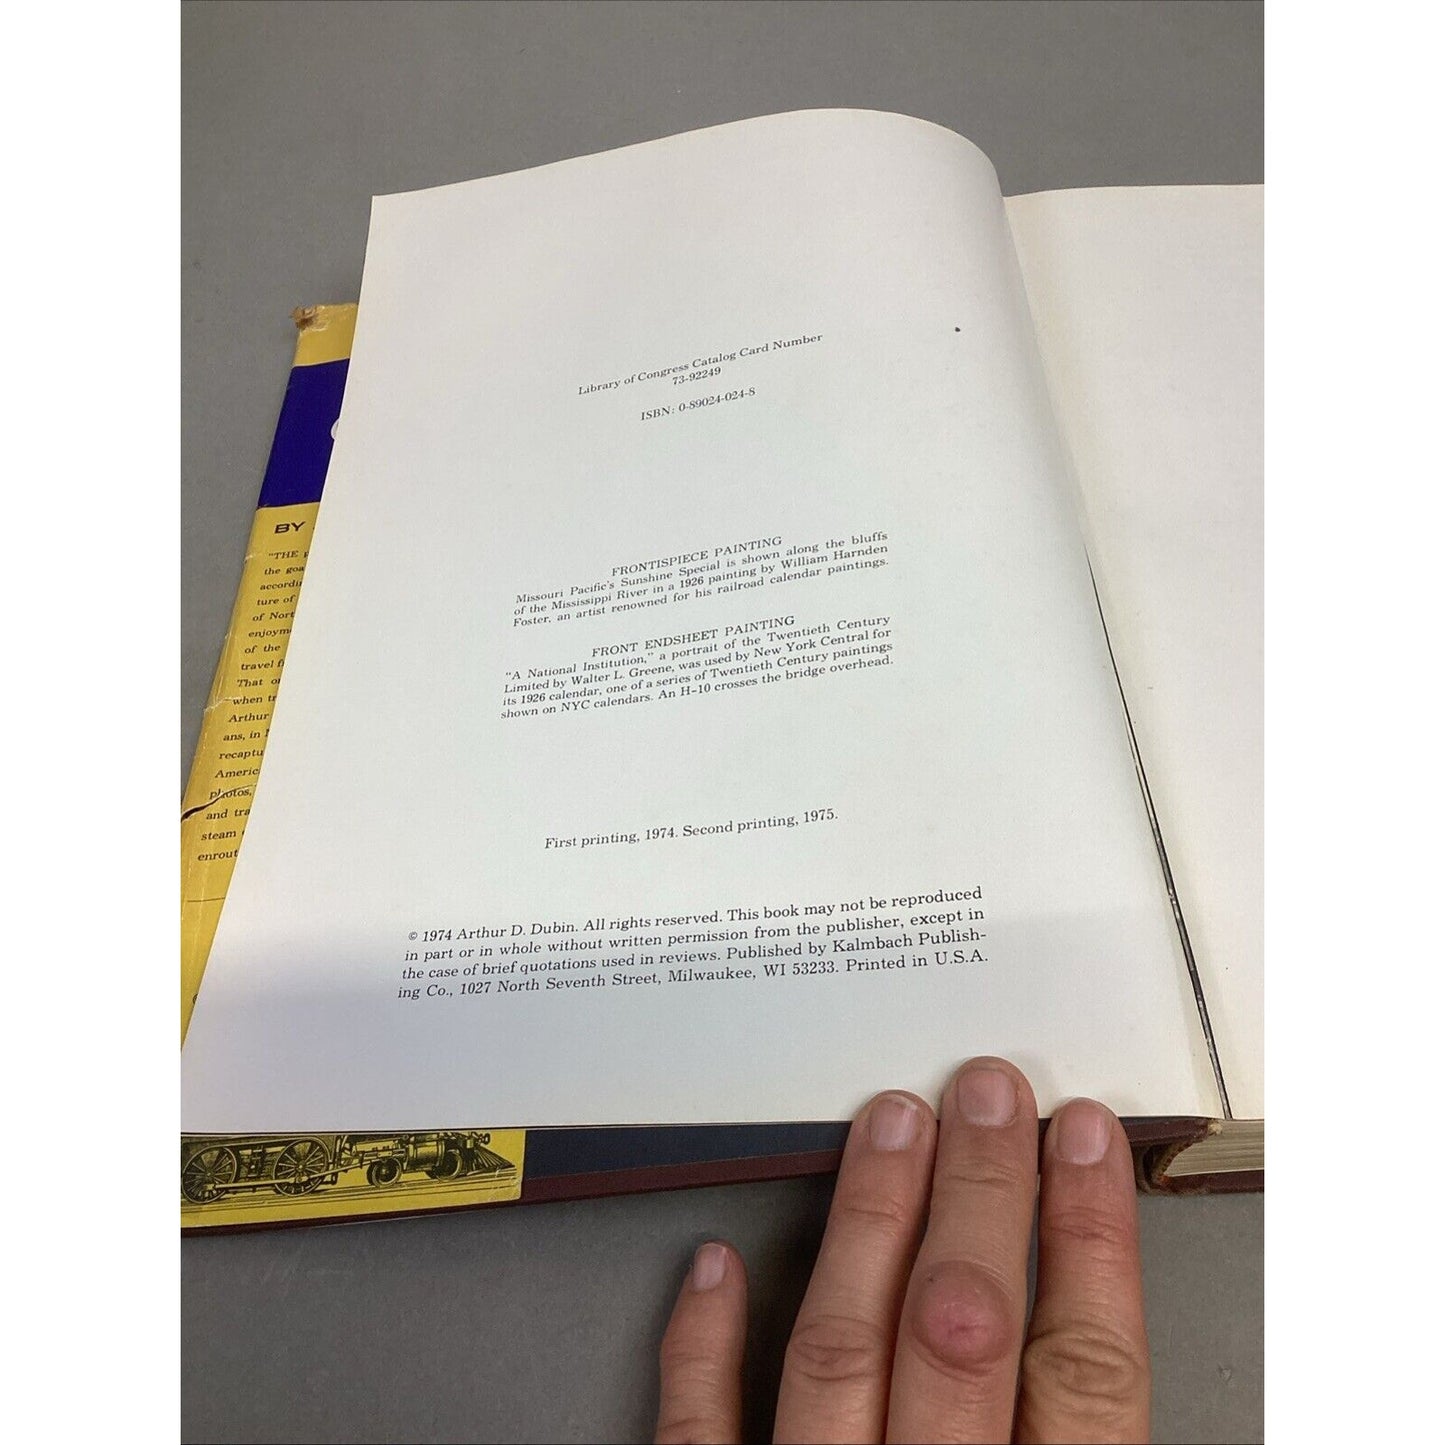 Library of Congress Catalog Card Number
73-92249
ISBN: 0-89024-024-8
FRONTISPIECE PAINTING
Missouri Pacific's Sunshine Special is shown along the bluffs
of the Mississippi River in a 1926 painting by William Harnden
Foster, an artist renowned for his railroad calendar paintings.
FRONT ENDSHEET PAINTING
"A National Institution," a portrait of the Twentieth Century
Limited by Walter L. Greene, was used by New York Central for
its 1926 calendar, one of a series of Twentieth Century paintings
shown on NYC calendars. An H-10 crosses the bridge overhead.
First printing, 1974. Second printing, 1975.
© 1974 Arthur D. Dubin. All rights reserved. This book may not be reproduced
in part or in whole without written permission from the publisher, except in
the case of brief quotations used in reviews. Published by Kalmbach Publish-
ing Co., 1027 North Seventh Street, Milwaukee, WI 53233. Printed in U.S.A.
BY
"THE
the
ture of
of
of the
travel
That
when
Arthur
ans, in
photos,
and
steam